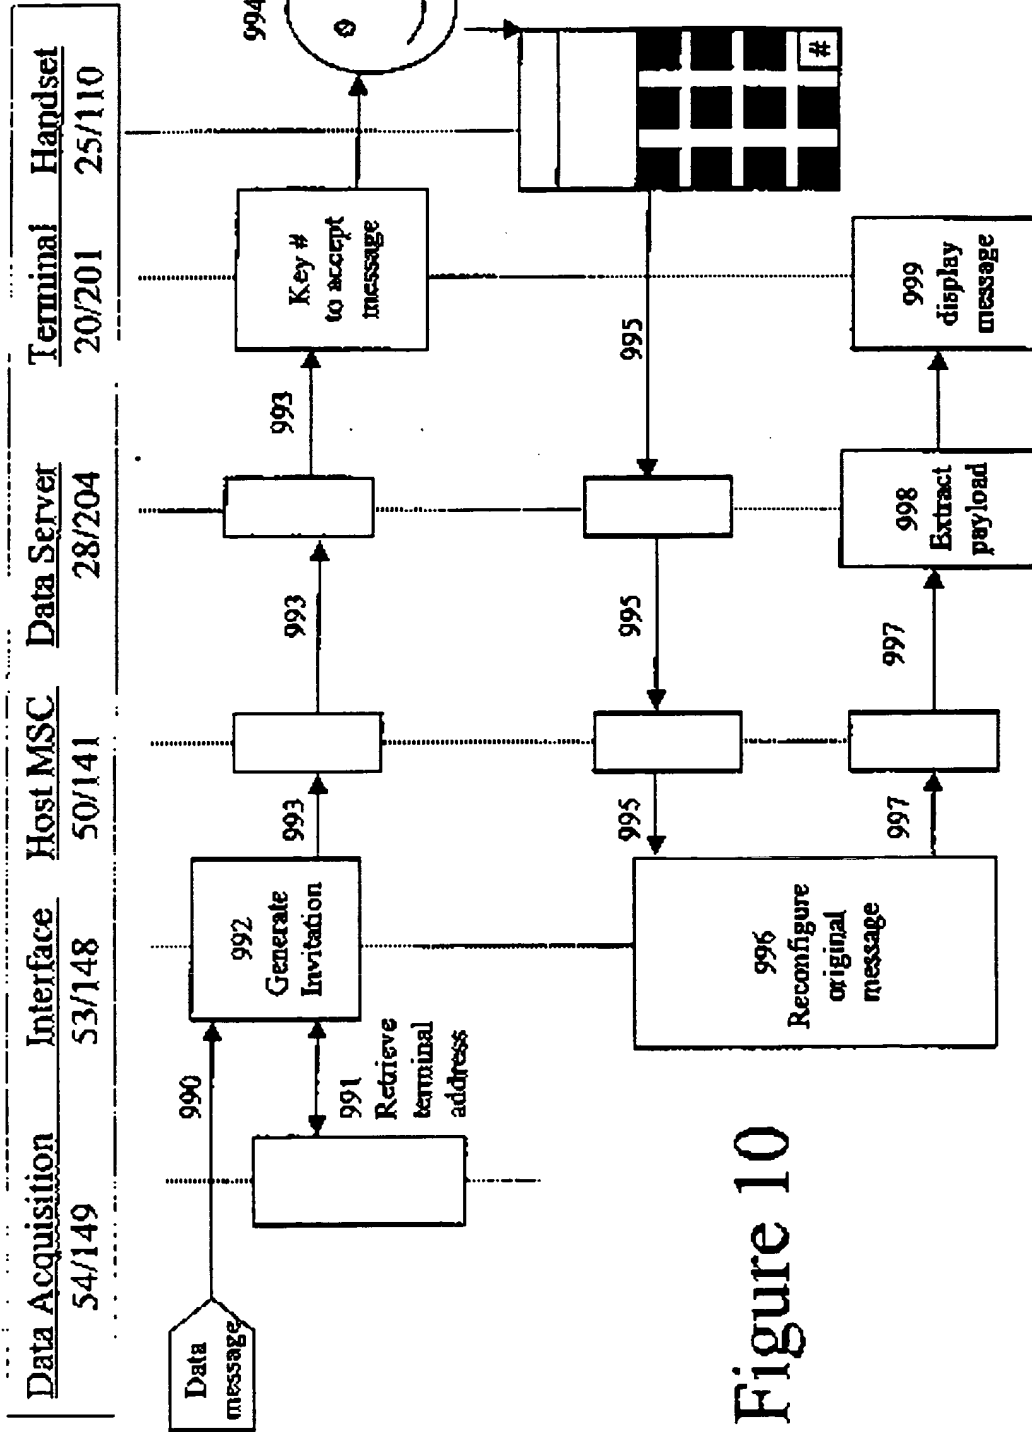 Data Acquisition Interface Host MSC Data Server Terminal Handset
54/149 53/148 50/141 28/204 20/201 25/110
Data
message
990
991
Retrieve
terminal
address
992
Generate
Invitation
993
993
993
Key #
to accept
message
994
#
995
995
995
996
Reconfigure
original
message
997
997
998
Extract
payload
999
display
message
Figure 10